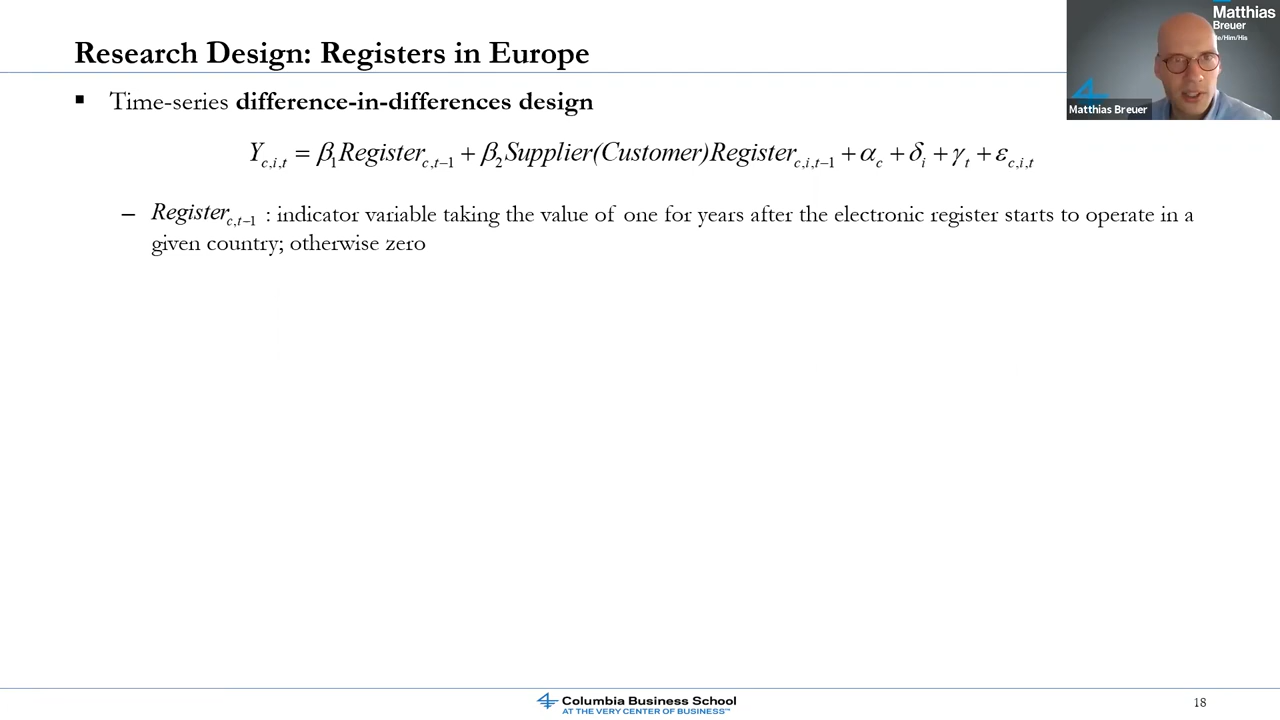 Research Design: Registers in Europe
Matthias
Breuer
e/Him/His
Matthias Breuer
▪ Time-series difference-in-differences design
Y_{c,i,t} = β_1Register_{c,t−1} + β_2Supplier(Customer)Register_{c,i,t−1} + α_c + δ_i + γ_t + ε_{c,i,t}
– Register_{c,t−1} : indicator variable taking the value of one for years after the electronic register starts to operate in a
given country; otherwise zero
Columbia Business School
AT THE VERY CENTER OF BUSINESS™
18